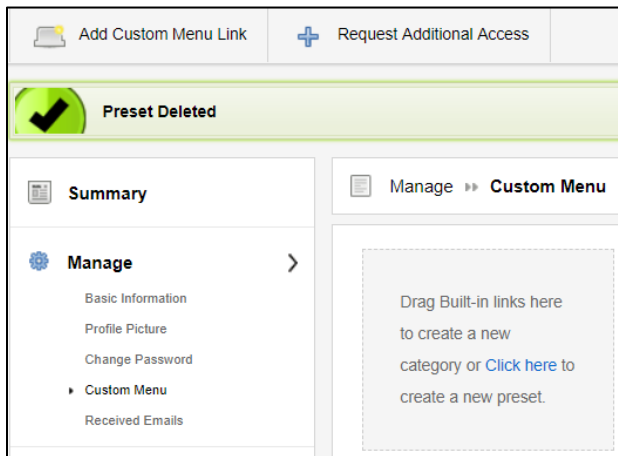 Add Custom Menu Link
Request Additional Access
Preset Deleted
Summary
Manage
Basic Information
Profile Picture
Change Password
Custom Menu
Received Emails
Manage Custom Menu
Drag Built-in links here
to create a new
category or Click here to
create a new preset.